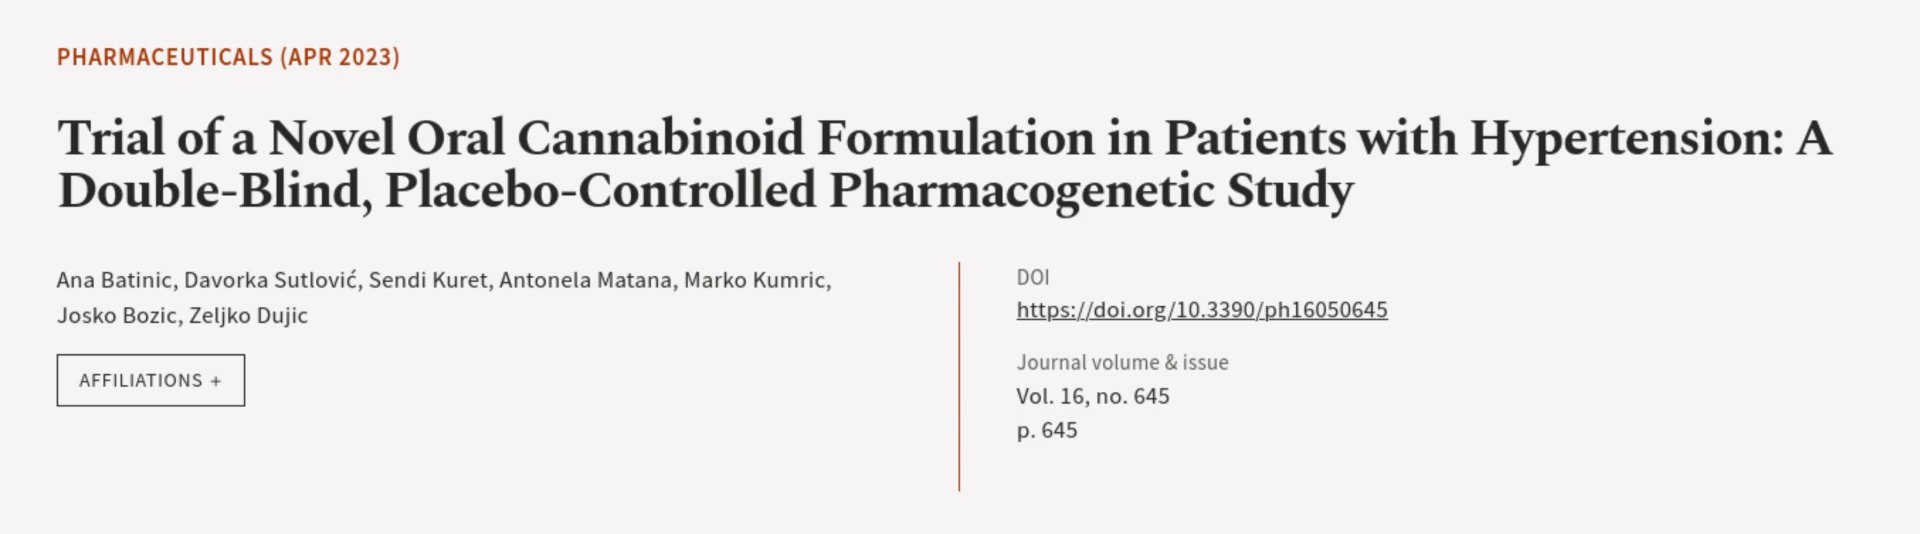 PHARMACEUTICALS (APR 2023)
Trial of a Novel Oral Cannabinoid Formulation in Patients with Hypertension: A
Double-Blind, Placebo-Controlled Pharmacogenetic Study
Ana Batinic, Davorka Sutlović, Sendi Kuret, Antonela Matana, Marko Kumric,
Josko Bozic, Zeljko Dujic
AFFILIATIONS +
DOI
https://doi.org/10.3390/ph16050645
Journal volume & issue
Vol. 16, no. 645
p. 645